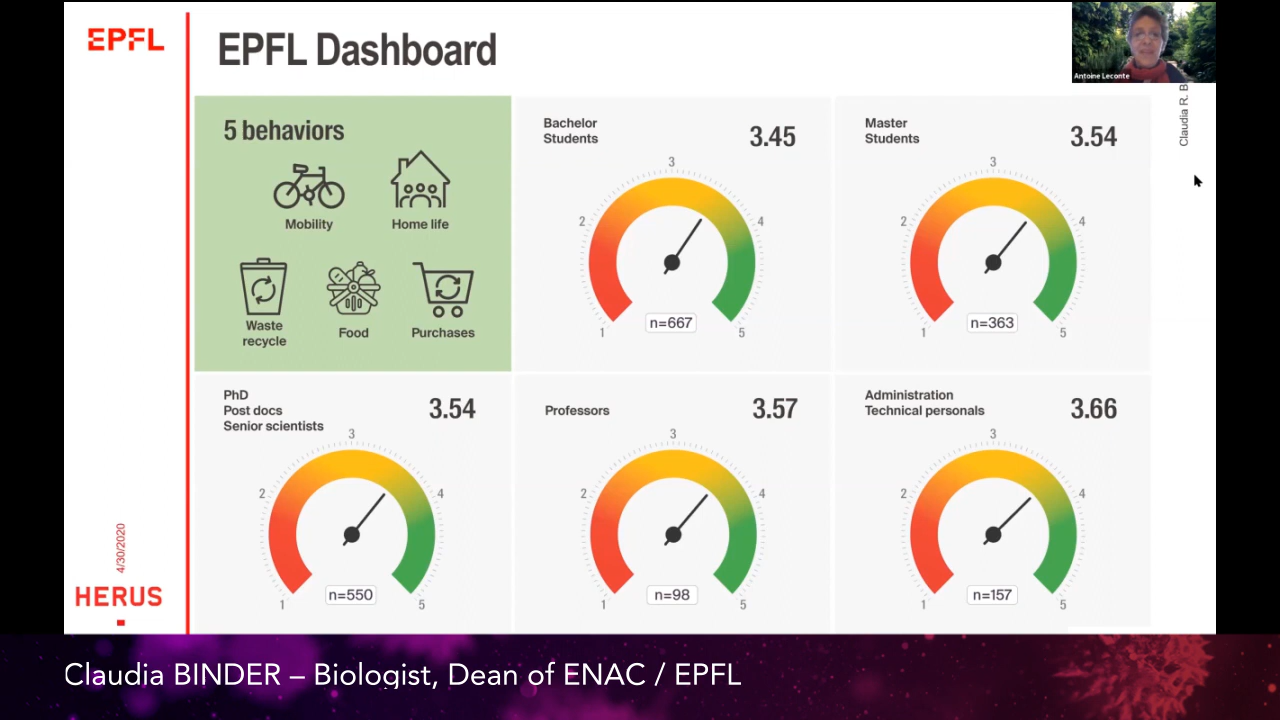 EPFL
EPFL Dashboard
Antoine Leconte
Claudia R. B
5 behaviors
Mobility
Home life
Waste
recycle
Food
Purchases
Bachelor
Students
3.45
1
2
3
4
5
n=667
Master
Students
3.54
1
2
3
4
5
n=363
PhD
Post docs
Senior scientists
3.54
1
2
3
4
5
n=550
Professors
3.57
1
2
3
4
5
n=98
Administration
Technical personals
3.66
1
2
3
4
5
n=157
4/30/2020
HERUS
Claudia BINDER – Biologist, Dean of ENAC / EPFL